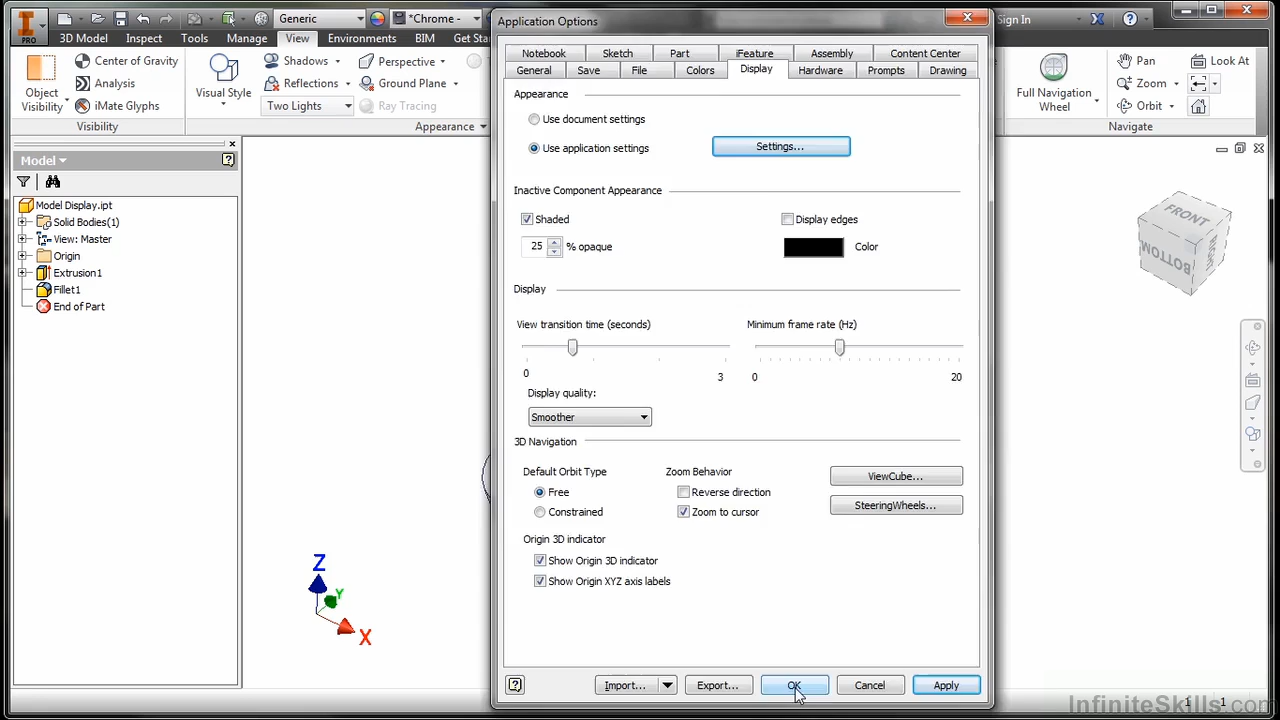 Generic
*Chrome -
Application Options
Sign In
PRO
3D Model
Inspect
Tools
Manage
View
Environments
BIM
Get Sta
Object
Visibility
Center of Gravity
Analysis
iMate Glyphs
Visibility
Visual Style
Shadows
Reflections
Two Lights
Perspective
Ground Plane
Ray Tracing
Appearance
Full Navigation
Wheel
Pan
Zoom
Orbit
Look At
Navigate
Model
Model Display.ipt
Solid Bodies(1)
View: Master
Origin
Extrusion1
Fillet1
End of Part
Notebook
Sketch
Part
iFeature
Assembly
Content Center
General
Save
File
Colors
Display
Hardware
Prompts
Drawing
Appearance
Use document settings
Use application settings
Settings...
Inactive Component Appearance
Shaded
Display edges
25 % opaque
Color
Display
View transition time (seconds)
Minimum frame rate (Hz)
0 3
0 20
Display quality:
Smoother
3D Navigation
Default Orbit Type
Free
Constrained
Zoom Behavior
Reverse direction
Zoom to cursor
ViewCube...
SteeringWheels...
Origin 3D indicator
Show Origin 3D indicator
Show Origin XYZ axis labels
Import...
Export...
OK
Cancel
Apply
FRONT
BOTTOM
Z
Y
X
1 1
InfiniteSkills.com